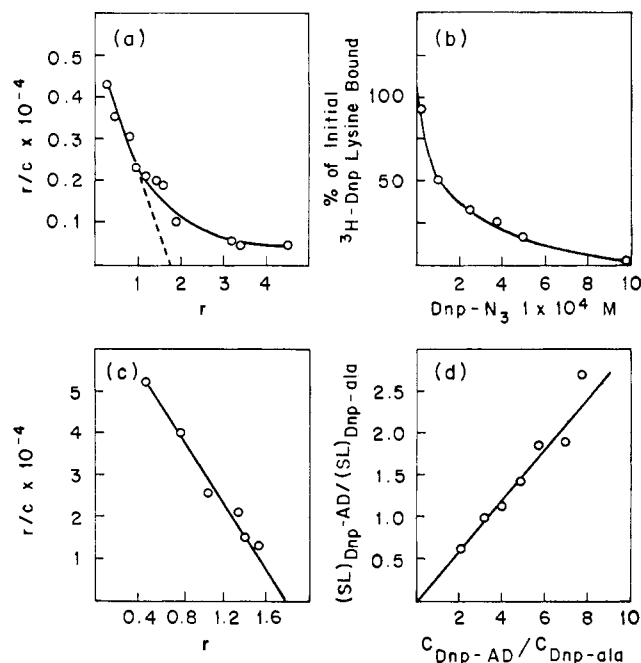 (a)
0.5
0.4
0.3
0.2
0.1
r/c x 10⁻⁴
1 2 3 4
r
(b)
100
50
% of Initial
³H-Dnp Lysine Bound
0 2 4 6 8 10
Dnp-N₃ 1 x 10⁴ M
(c)
5
4
3
2
1
r/c x 10⁻⁴
0.4 0.8 1.2 1.6
r
(d)
2.5
2.0
1.5
1.0
0.5
(SL)Dnp-AD/(SL)Dnp-ala
2 4 6 8 10
CDnp-AD/CDnp-ala